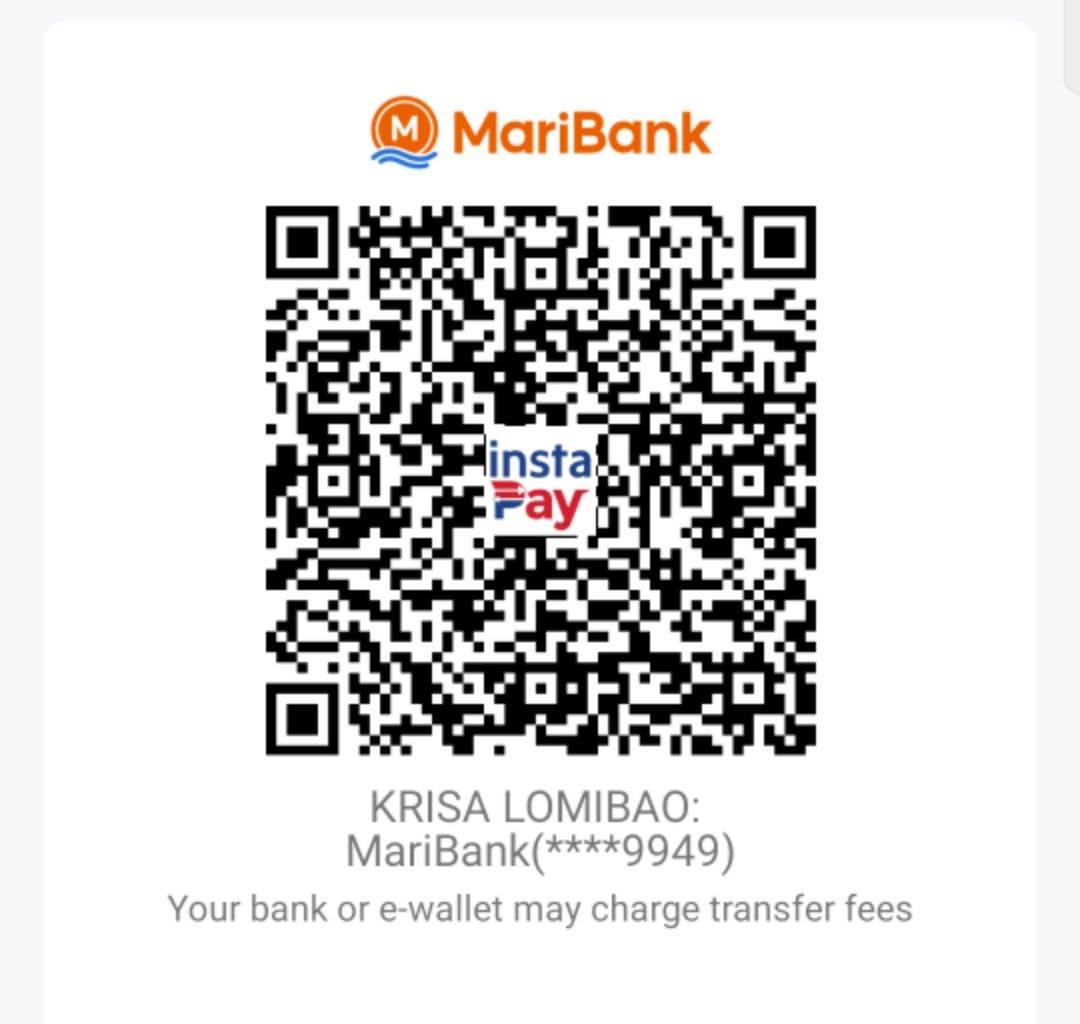 M MariBank
insta
Pay
KRISA LOMIBAO:
MariBank(****9949)
Your bank or e-wallet may charge transfer fees